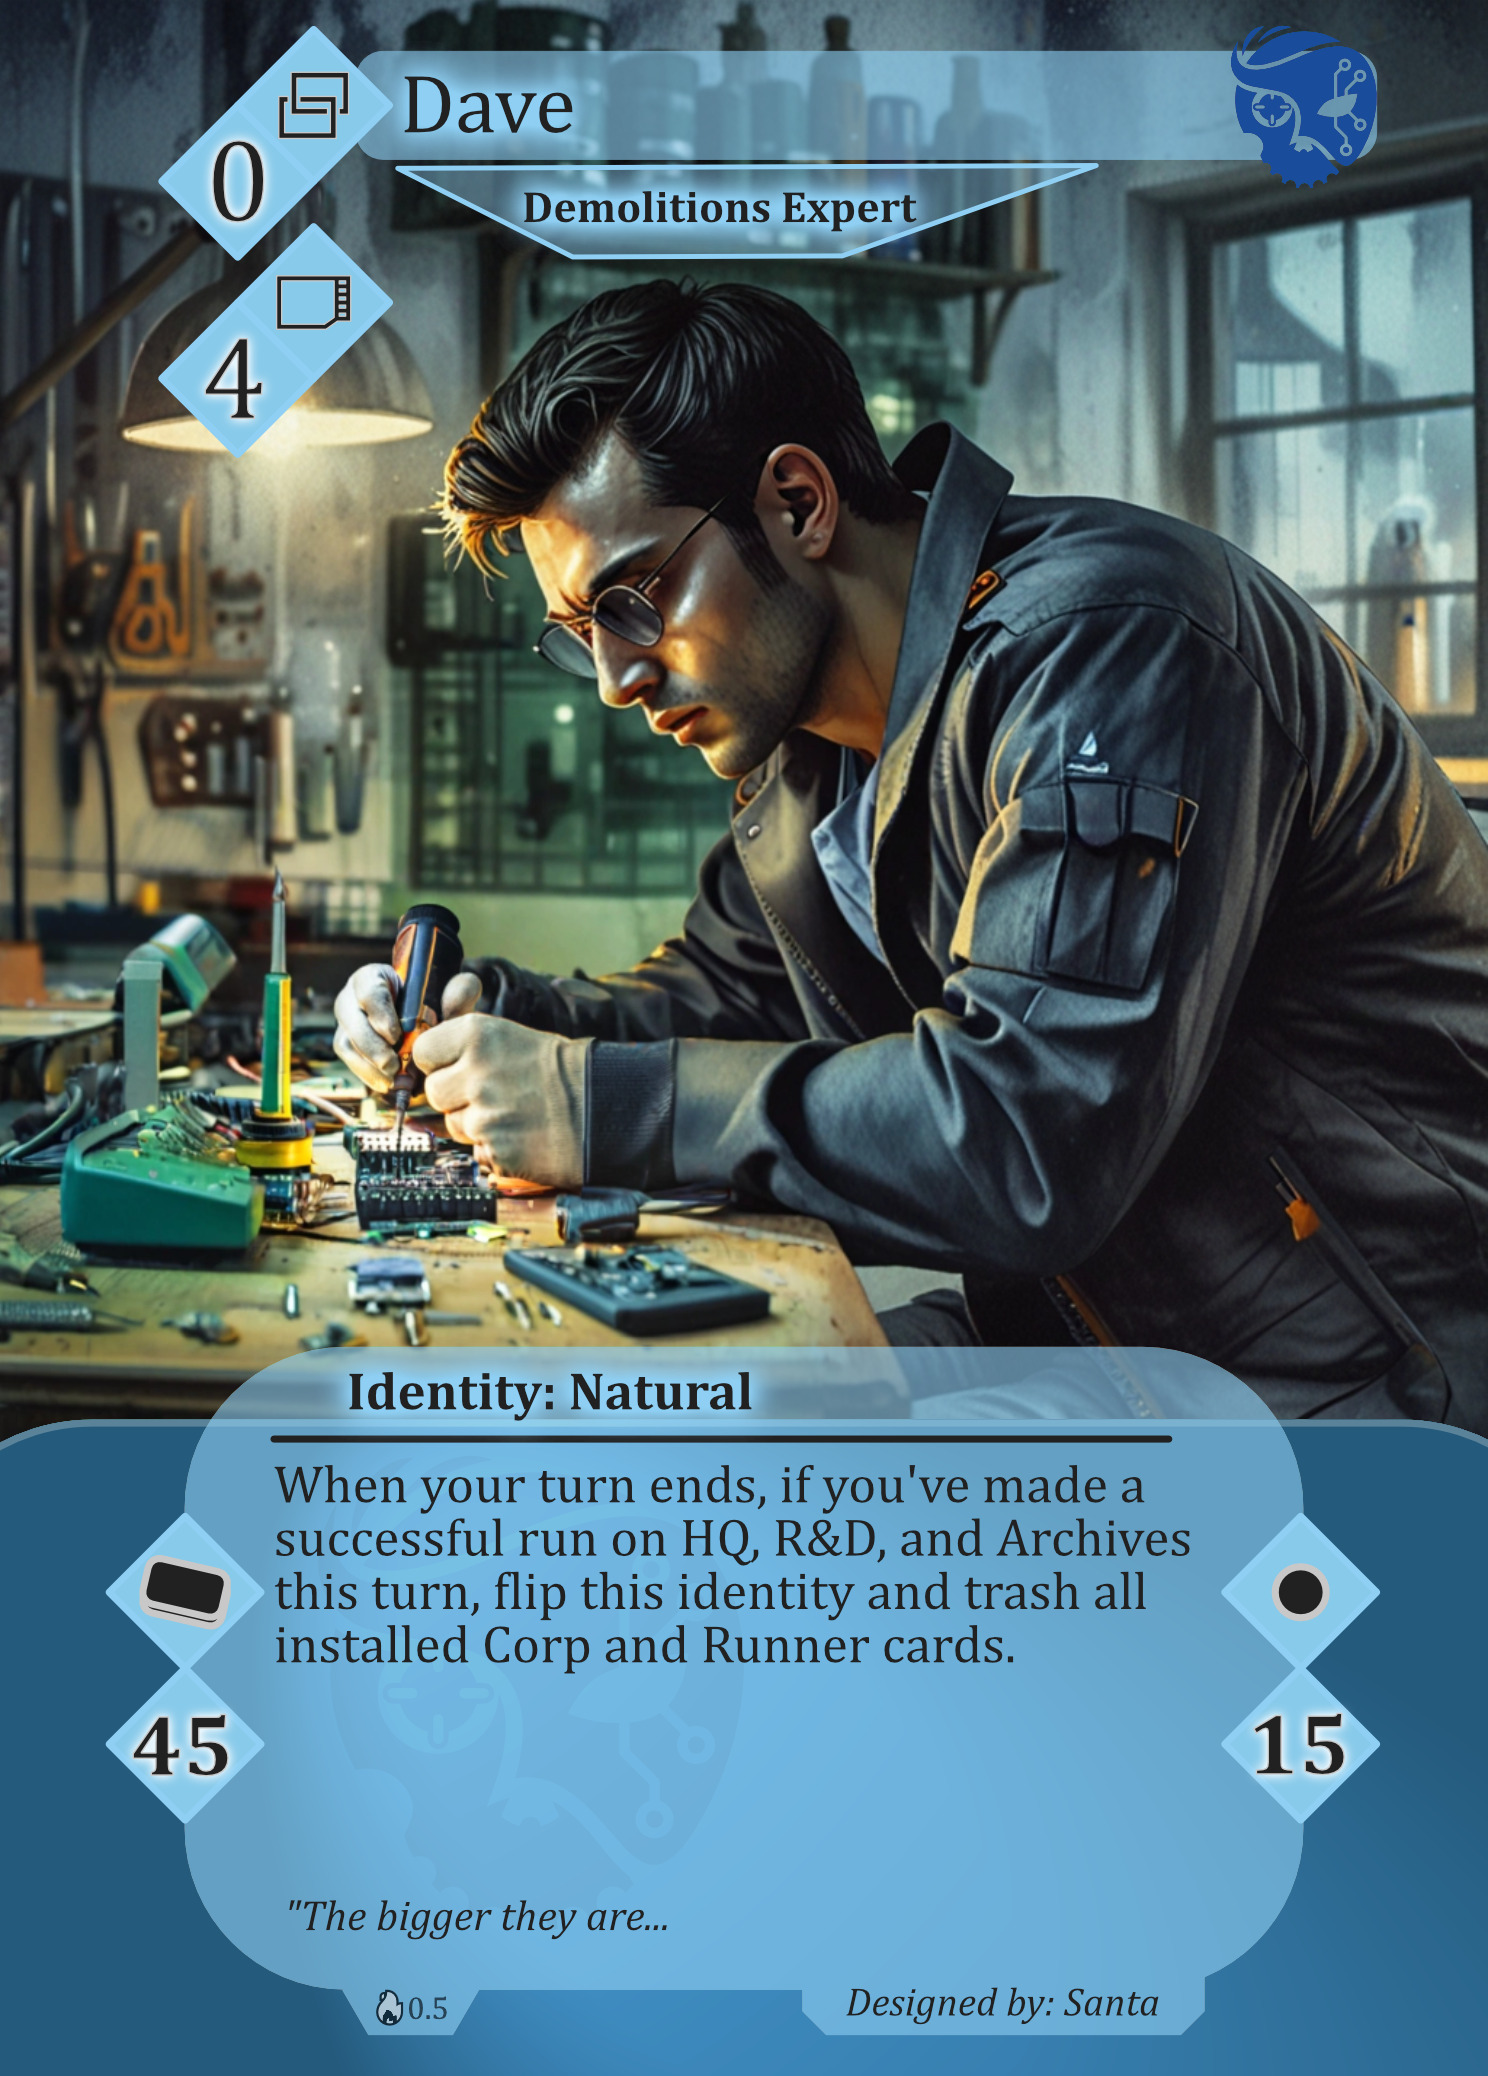 Dave
0
Demolitions Expert
4
Identity: Natural
When your turn ends, if you've made a
successful run on HQ, R&D, and Archives
this turn, flip this identity and trash all
installed Corp and Runner cards.
45
15
"The bigger they are...
0.5
Designed by: Santa